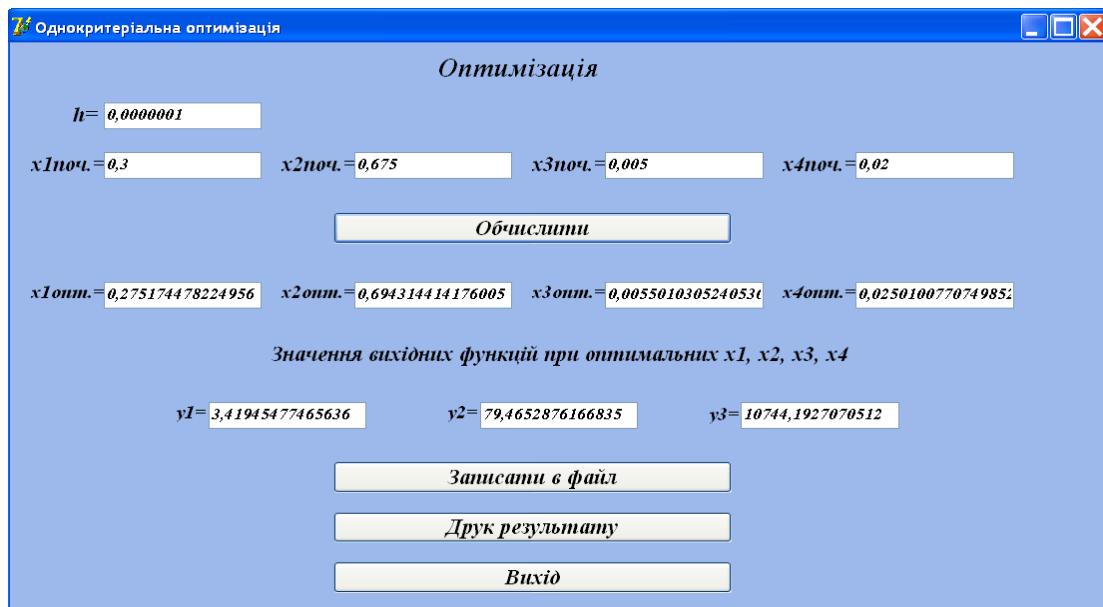 Однокритеріальна оптимізація
Оптимізація
h= 0,0000001
x1поч.= 0,3 x2поч.= 0,675 x3поч.= 0,005 x4поч.= 0,02
Обчислити
x1опт.= 0,275174478224956 x2опт.= 0,694314414176005 x3опт.= 0,0055010305240536 x4опт.= 0,0250100770749852
Значення вихідних функцій при оптимальних x1, x2, x3, x4
y1= 3,41945477465636 y2= 79,4652876166835 y3= 10744,1927070512
Записати в файл
Друк результату
Вихід